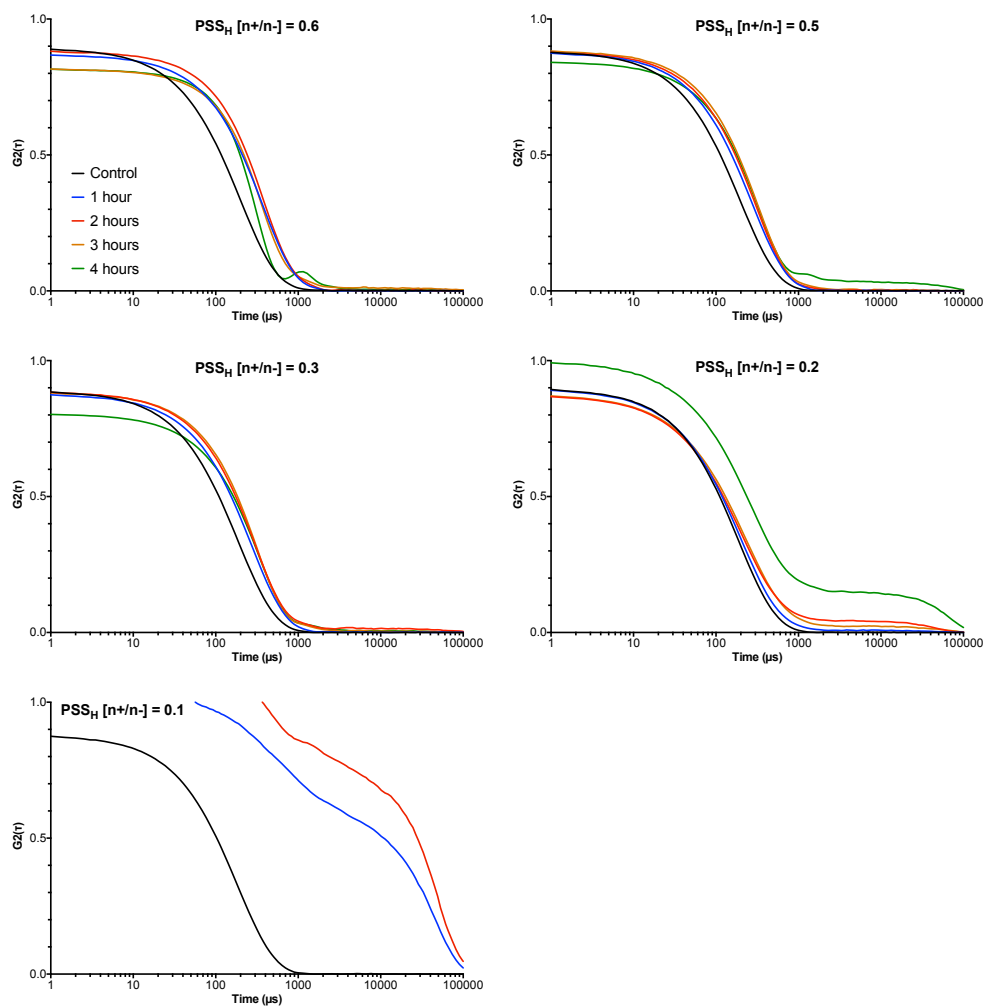 PSSH [n+/n-] = 0.6
1.0
0.5
0.0
G2(τ)
Control
1 hour
2 hours
3 hours
4 hours
1 10 100 1000 10000 100000
Time (µs)
PSSH [n+/n-] = 0.5
1.0
0.5
0.0
G2(τ)
1 10 100 1000 10000 100000
Time (µs)
PSSH [n+/n-] = 0.3
1.0
0.5
0.0
G2(τ)
1 10 100 1000 10000 100000
Time (µs)
PSSH [n+/n-] = 0.2
1.0
0.5
0.0
G2(τ)
1 10 100 1000 10000 100000
Time (µs)
PSSH [n+/n-] = 0.1
1.0
0.5
0.0
G2(τ)
1 10 100 1000 10000 100000
Time (µs)